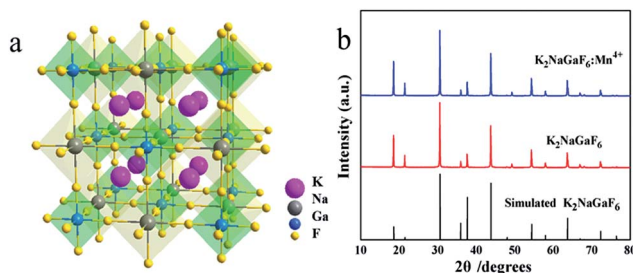 a
K
Na
Ga
F
b
Intensity (a.u.)
K₂NaGaF₆:Mn⁴⁺
K₂NaGaF₆
Simulated K₂NaGaF₆
10 20 30 40 50 60 70 80
2θ /degrees